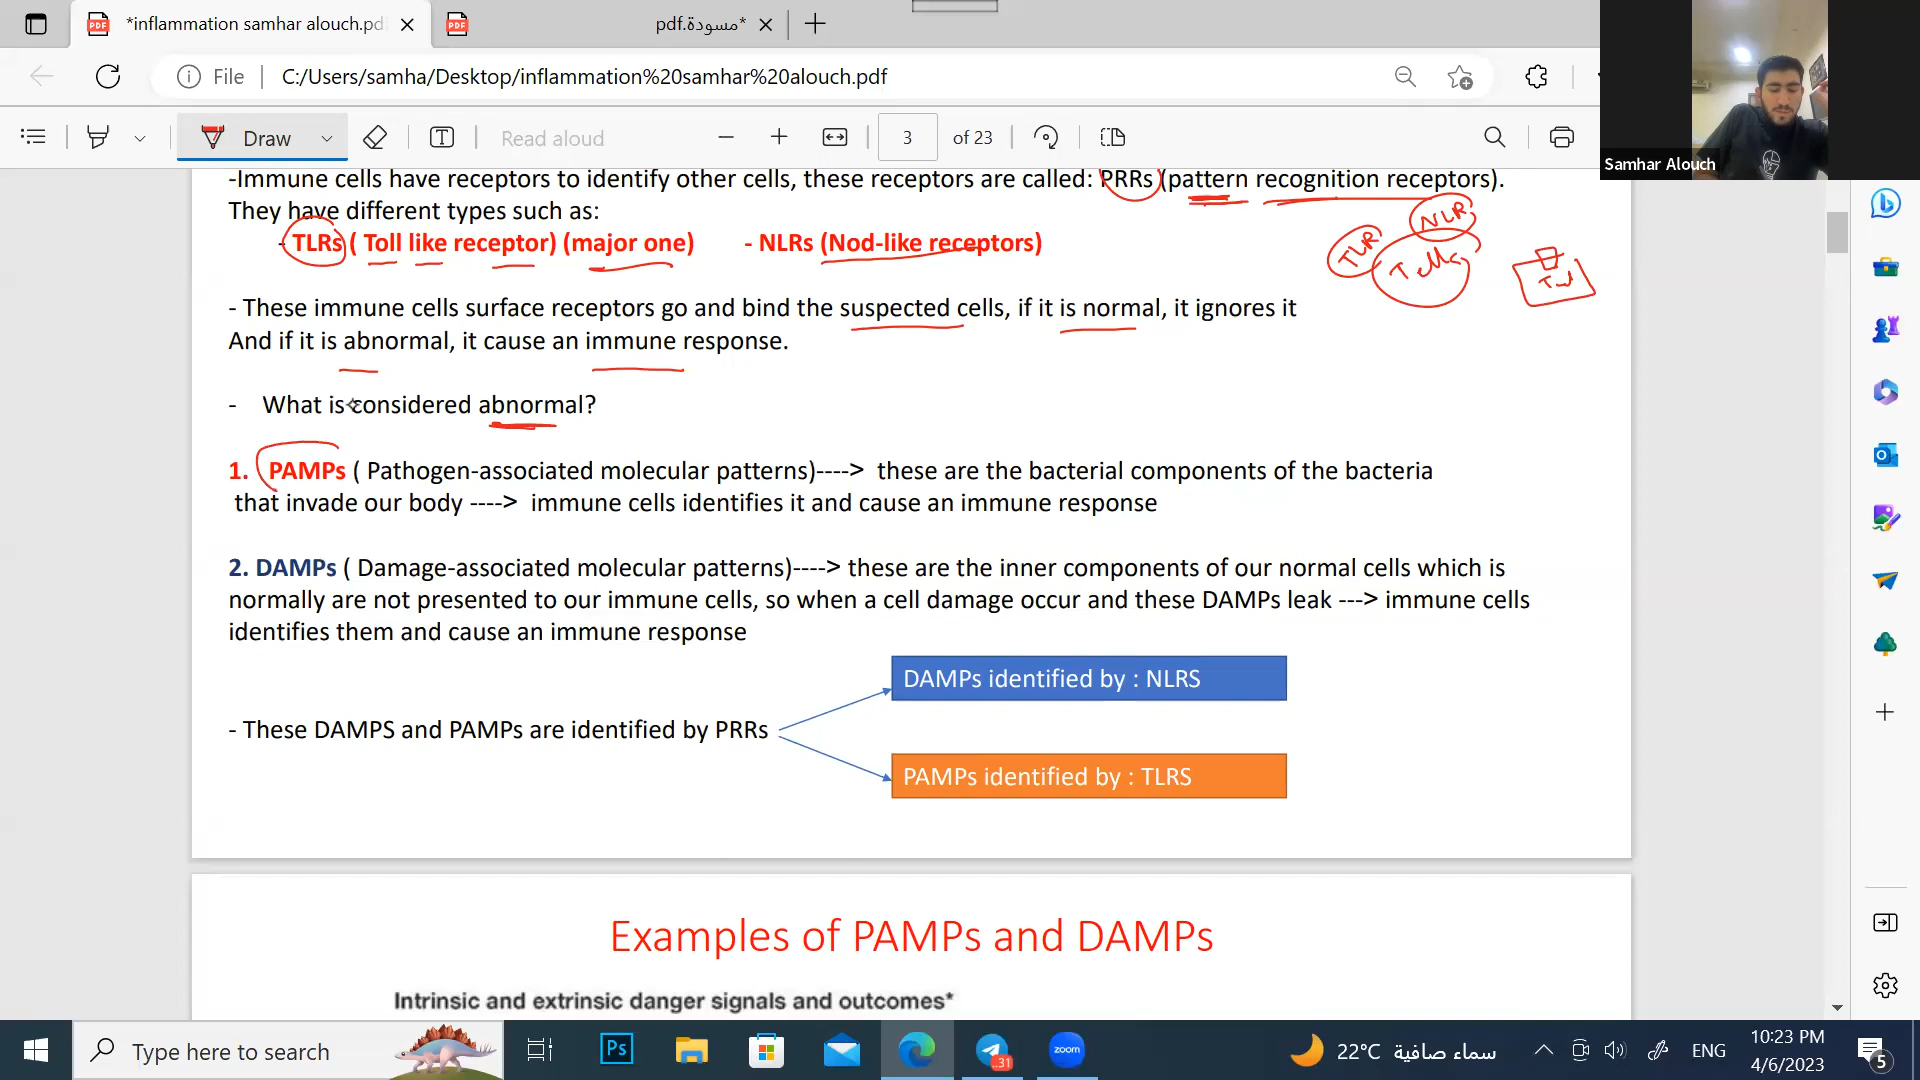 *inflammation samhar alouch.pd
*مسودة.pdf
File
C:/Users/samha/Desktop/inflammation%20samhar%20alouch.pdf
Draw
Read aloud
3
of 23
Samhar Alouch
-Immune cells have receptors to identify other cells, these receptors are called: PRRs (pattern recognition receptors).
They have different types such as:
- TLRs ( Toll like receptor) (major one) - NLRs (Nod-like receptors)
NLR
TLR
- These immune cells surface receptors go and bind the suspected cells, if it is normal, it ignores it
And if it is abnormal, it cause an immune response.
- What is considered abnormal?
1. PAMPs ( Pathogen-associated molecular patterns)----> these are the bacterial components of the bacteria
that invade our body ----> immune cells identifies it and cause an immune response
2. DAMPs ( Damage-associated molecular patterns)----> these are the inner components of our normal cells which is
normally are not presented to our immune cells, so when a cell damage occur and these DAMPs leak ---> immune cells
identifies them and cause an immune response
DAMPs identified by : NLRS
- These DAMPS and PAMPs are identified by PRRs
PAMPs identified by : TLRS
Examples of PAMPs and DAMPs
Intrinsic and extrinsic danger signals and outcomes*
Type here to search
Ps
..31
zoom
22°C سماء صافية
ENG
10:23 PM
4/6/2023
5